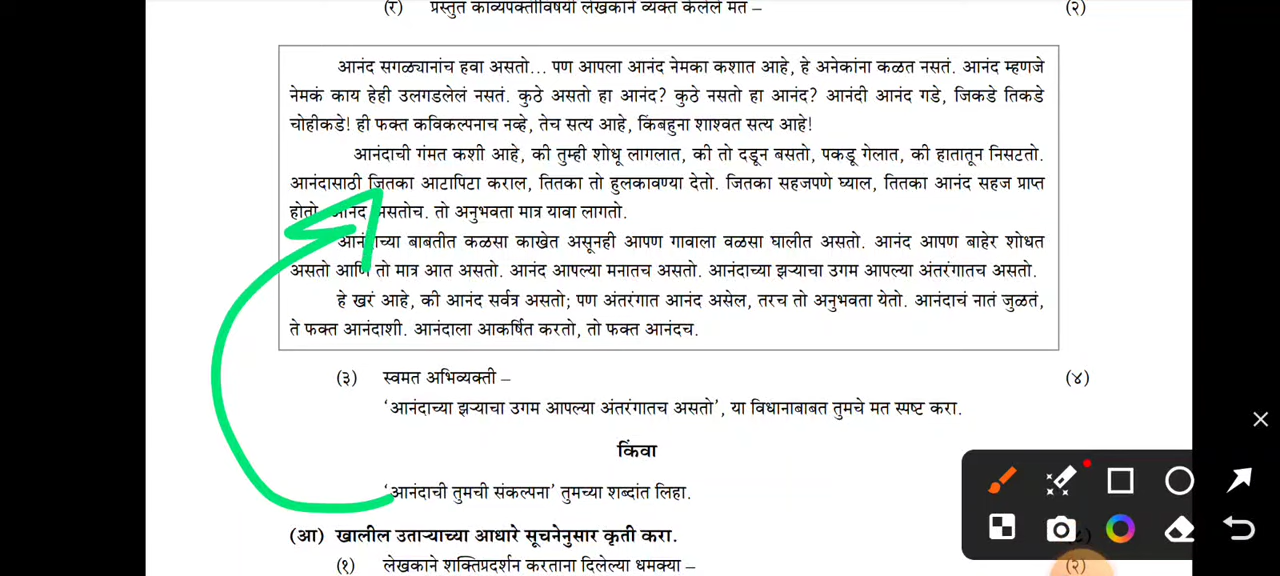 (र) प्रस्तुत काव्यपंक्तींविषयी लेखकाने व्यक्त केलेले मत – (२)
आनंद सगळ्यानांच हवा असतो... पण आपला आनंद नेमका कशात आहे, हे अनेकांना कळत नसतं. आनंद म्हणजे
नेमकं काय हेही उलगडलेलं नसतं. कुठे असतो हा आनंद? कुठे नसतो हा आनंद? आनंदी आनंद गडे, जिकडे तिकडे
चोहीकडे! ही फक्त कविकल्पनाच नव्हे, तेच सत्य आहे, किंबहुना शाश्वत सत्य आहे!
आनंदाची गंमत कशी आहे, की तुम्ही शोधू लागलात, की तो दडून बसतो, पकडू गेलात, की हातातून निसटतो.
आनंदासाठी जितका आटापिटा कराल, तितका तो हुलकावण्या देतो. जितका सहजपणे घ्याल, तितका आनंद सहज प्राप्त
होतो. आनंद असतोच. तो अनुभवता मात्र यावा लागतो.
आनंदाच्या बाबतीत कळसा काखेत असूनही आपण गावाला वळसा घालीत असतो. आनंद आपण बाहेर शोधत
असतो आणि तो मात्र आत असतो. आनंद आपल्या मनातच असतो. आनंदाच्या झऱ्याचा उगम आपल्या अंतरंगातच असतो.
हे खरं आहे, की आनंद सर्वत्र असतो; पण अंतरंगात आनंद असेल, तरच तो अनुभवता येतो. आनंदाचं नातं जुळतं,
ते फक्त आनंदाशी. आनंदाला आकर्षित करतो, तो फक्त आनंदच.
(३) स्वमत अभिव्यक्ती – (४)
‘आनंदाच्या झऱ्याचा उगम आपल्या अंतरंगातच असतो’, या विधानाबाबत तुमचे मत स्पष्ट करा.
किंवा
‘आनंदाची तुमची संकल्पना’ तुमच्या शब्दांत लिहा.
(आ) खालील उताऱ्याच्या आधारे सूचनेनुसार कृती करा.
(१) लेखकाने शक्तिप्रदर्शन करताना दिलेल्या धमक्या – (२)